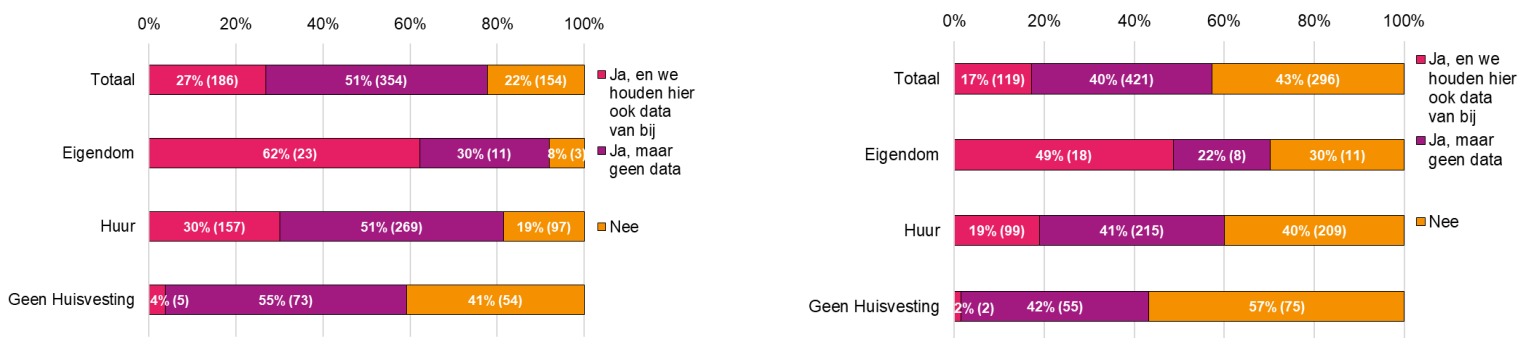 0% 20% 40% 60% 80% 100%
Totaal 27% (186) 51% (354) 22% (154)
Eigendom 62% (23) 30% (11) 8% (3)
Huur 30% (157) 51% (269) 19% (97)
Geen Huisvesting 4% (5) 55% (73) 41% (54)
Ja, en we
houden hier
ook data
van bij
Ja, maar
geen data
Nee
0% 20% 40% 60% 80% 100%
Totaal 17% (119) 40% (421) 43% (296)
Eigendom 49% (18) 22% (8) 30% (11)
Huur 19% (99) 41% (215) 40% (209)
Geen Huisvesting 2% (2) 42% (55) 57% (75)
Ja, en we
houden hier
ook data
van bij
Ja, maar
geen data
Nee